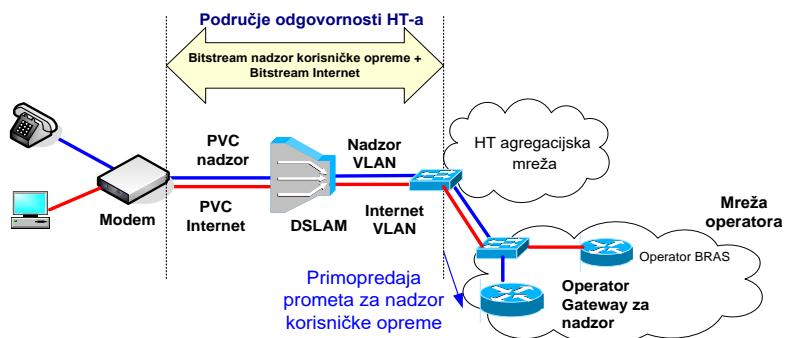 Područje odgovornosti HT-a
Bitstream nadzor korisničke opreme +
Bitstream Internet
PVC
nadzor
Nadzor
VLAN
HT agregacijska
mreža
Modem
PVC
Internet
DSLAM
Internet
VLAN
Mreža
operatora
Operator BRAS
Primopredaja
prometa za nadzor
korisničke opreme
Operator
Gateway za
nadzor